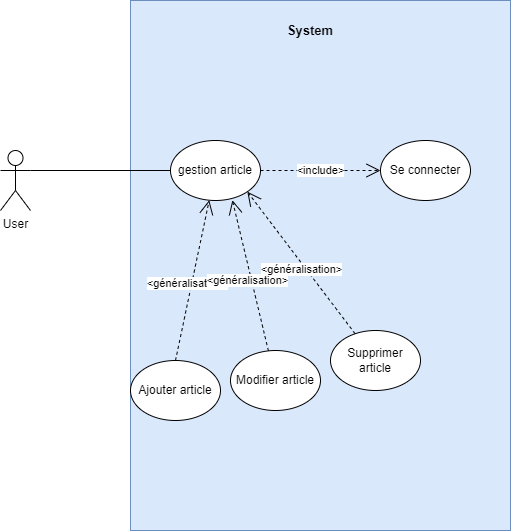 System
gestion article
<include>
Se connecter
User
<généralisat
<généralisation>
<généralisation>
Ajouter article
Modifier article
Supprimer
article